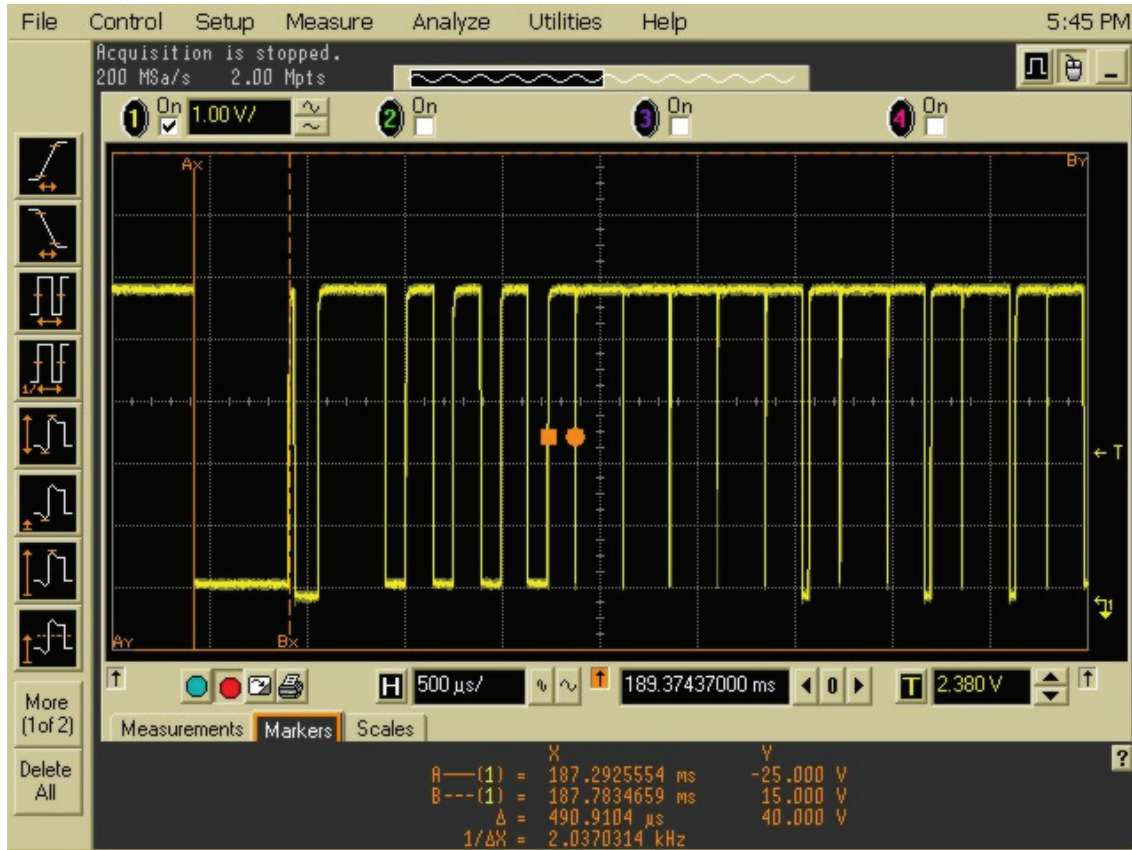 File Control Setup Measure Analyze Utilities Help 5:45 PM
Acquisition is stopped.
200 MSa/s 2.00 Mpts
1 On 1.00 V/ 2 On 3 On 4 On
Ax By
T
1
Ay Bx
More
(1of 2)
Delete
All
H 500 µs/ 189.37437000 ms 0 T 2.380 V
Measurements Markers Scales
X Y
A——(1) = 187.2925554 ms -25.000 V
B---(1) = 187.7834659 ms 15.000 V
Δ = 490.9104 µs 40.000 V
1/ΔX = 2.0370314 kHz
?